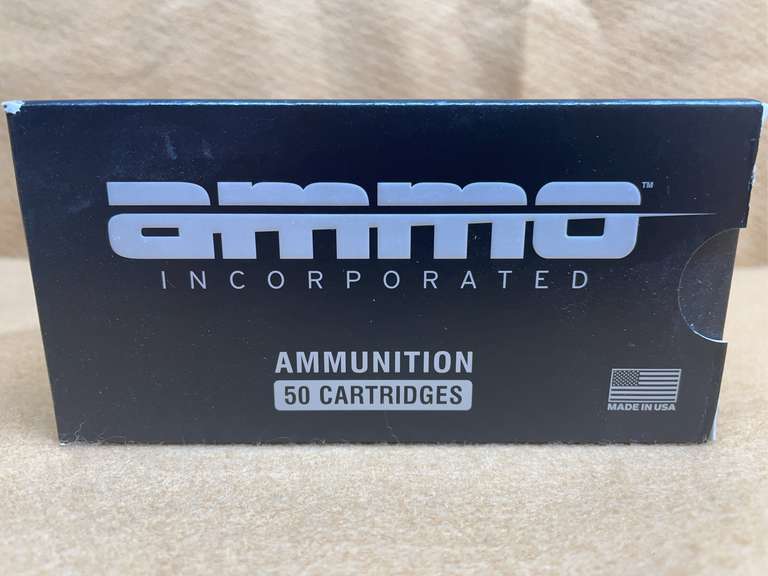 ammo™
INCORPORATED
AMMUNITION
50 CARTRIDGES
MADE IN USA